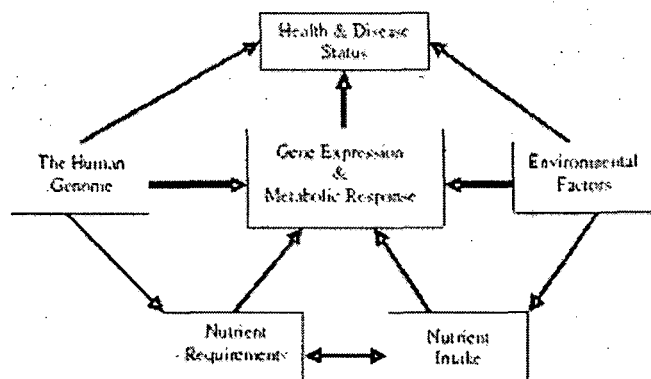 Health & Disease
Status
The Human
Genome
Gene Expression
&
Metabolic Response
Environmental
Factors
Nutrient
Requirements
Nutrient
Intake